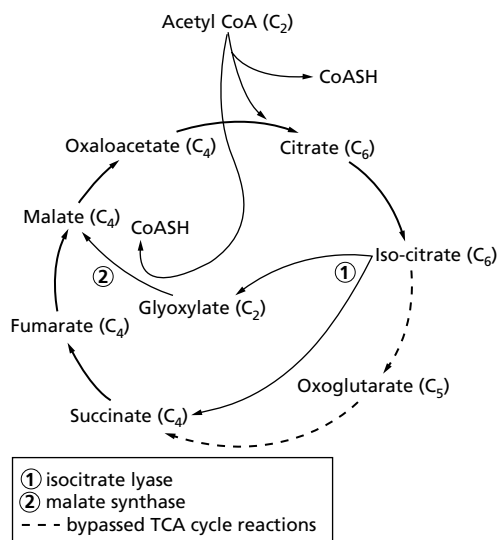 Acetyl CoA (C₂)
CoASH
Oxaloacetate (C₄)
Citrate (C₆)
Malate (C₄)
CoASH
Iso-citrate (C₆)
①
②
Glyoxylate (C₂)
Fumarate (C₄)
Oxoglutarate (C₅)
Succinate (C₄)
① isocitrate lyase
② malate synthase
--- bypassed TCA cycle reactions